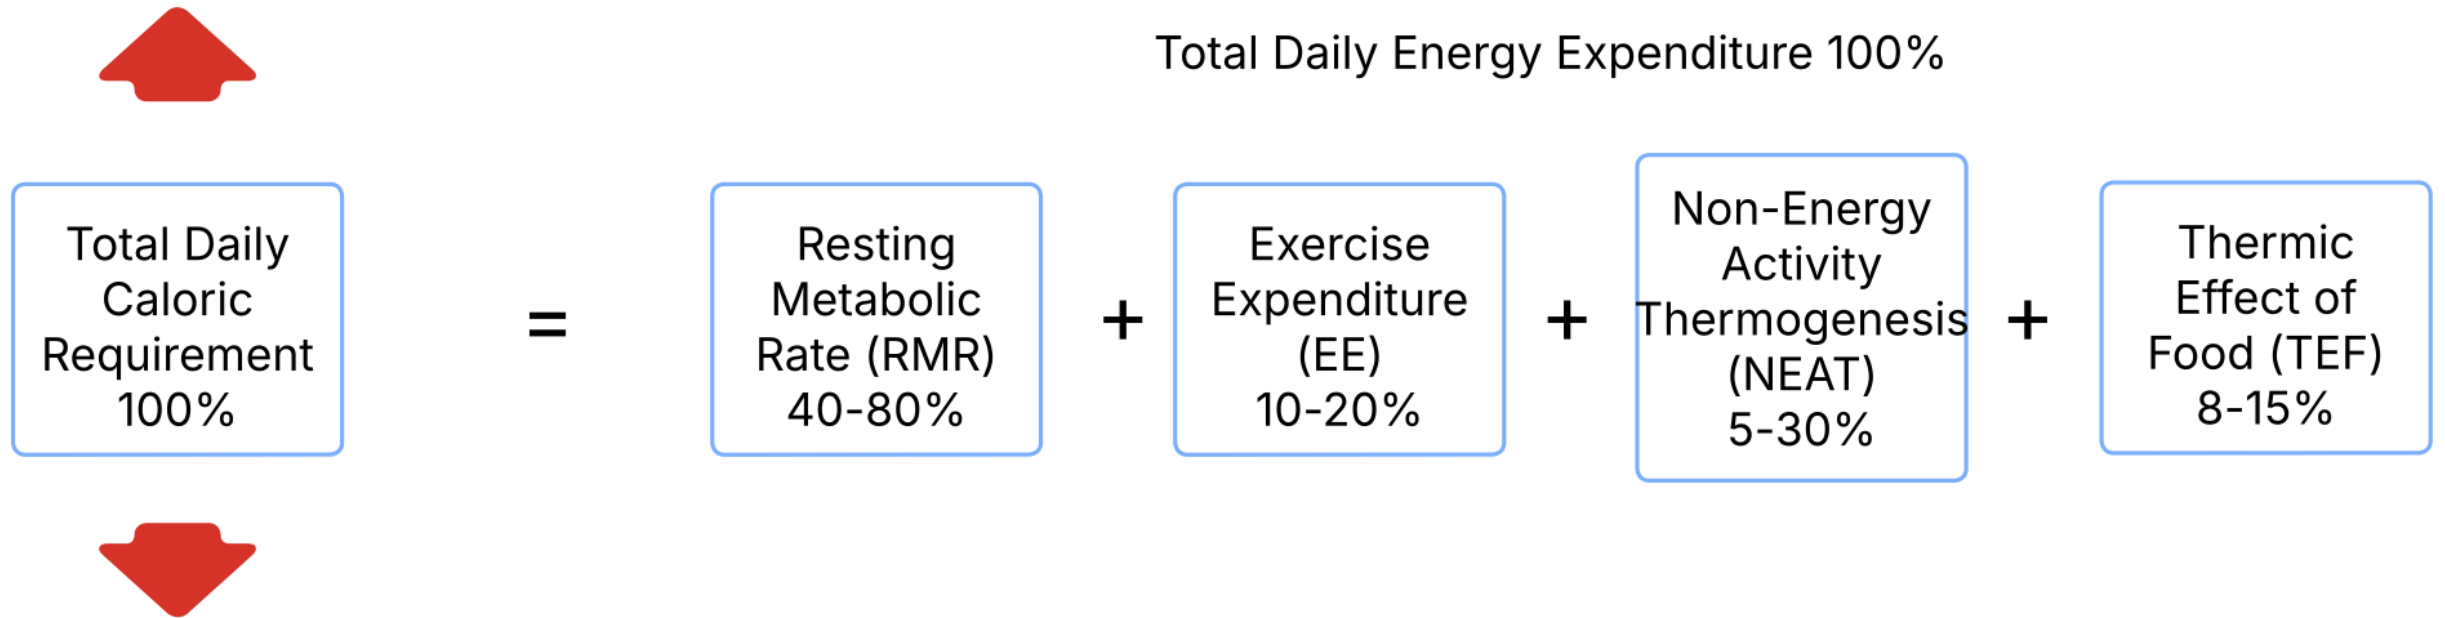 Total Daily Energy Expenditure 100%
Total Daily
Caloric
Requirement
100%
=
Resting
Metabolic
Rate (RMR)
40-80%
+
Exercise
Expenditure
(EE)
10-20%
+
Non-Energy
Activity
Thermogenesis
(NEAT)
5-30%
+
Thermic
Effect of
Food (TEF)
8-15%